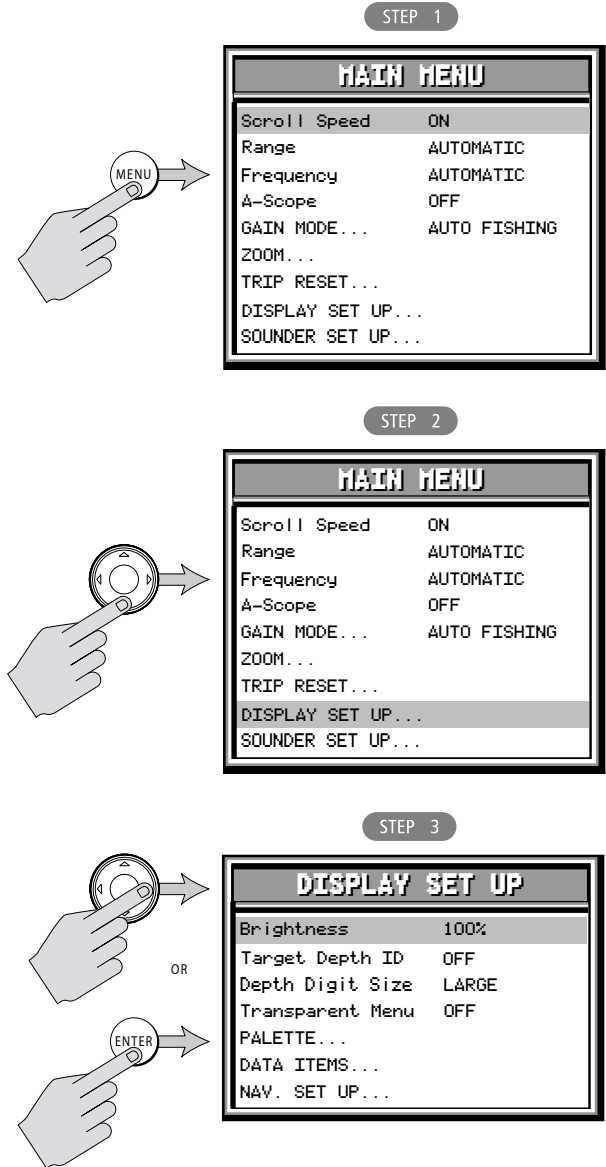 STEP 1
MAIN MENU
Scroll Speed ON
Range AUTOMATIC
Frequency AUTOMATIC
A-Scope OFF
GAIN MODE... AUTO FISHING
ZOOM...
TRIP RESET...
DISPLAY SET UP...
SOUNDER SET UP...
MENU
STEP 2
MAIN MENU
Scroll Speed ON
Range AUTOMATIC
Frequency AUTOMATIC
A-Scope OFF
GAIN MODE... AUTO FISHING
ZOOM...
TRIP RESET...
DISPLAY SET UP...
SOUNDER SET UP...
STEP 3
DISPLAY SET UP
Brightness 100%
Target Depth ID OFF
Depth Digit Size LARGE
Transparent Menu OFF
PALETTE...
DATA ITEMS...
NAV. SET UP...
OR
ENTER